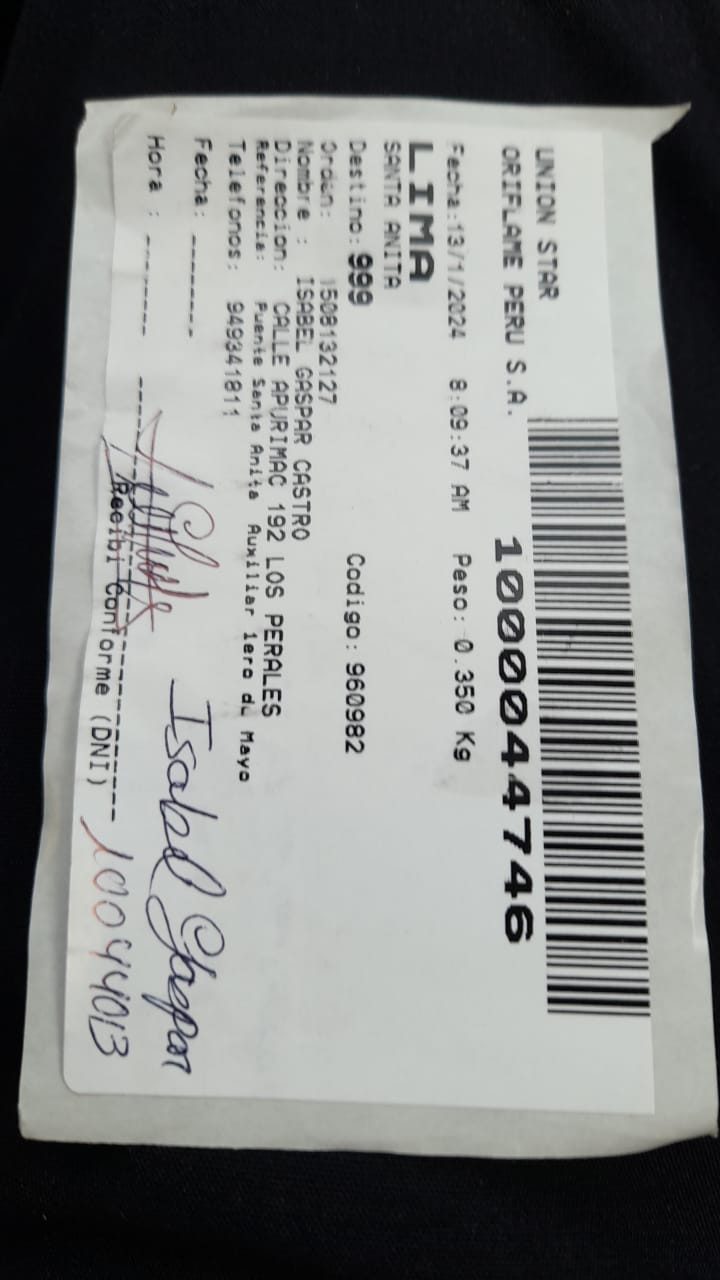 UNION STAR
ORIFLAME PERU S.A. 10000044746
Fecha:13/1/2024 8:09:37 AM Peso: 0.350 Kg
LIMA
SANTA ANITA
Destino: 999 Codigo: 960982
Orden: 1508132127
Nombre : ISABEL GASPAR CASTRO
Direccion: CALLE APURIMAC 192 LOS PERALES
Referencia: Puente Santa Anita Auxiliar 1ero de Mayo
Telefonos: 949341811
Fecha: --------
Hora : --------
Isabel Gaspar
Recibi Conforme (DNI) 10044013